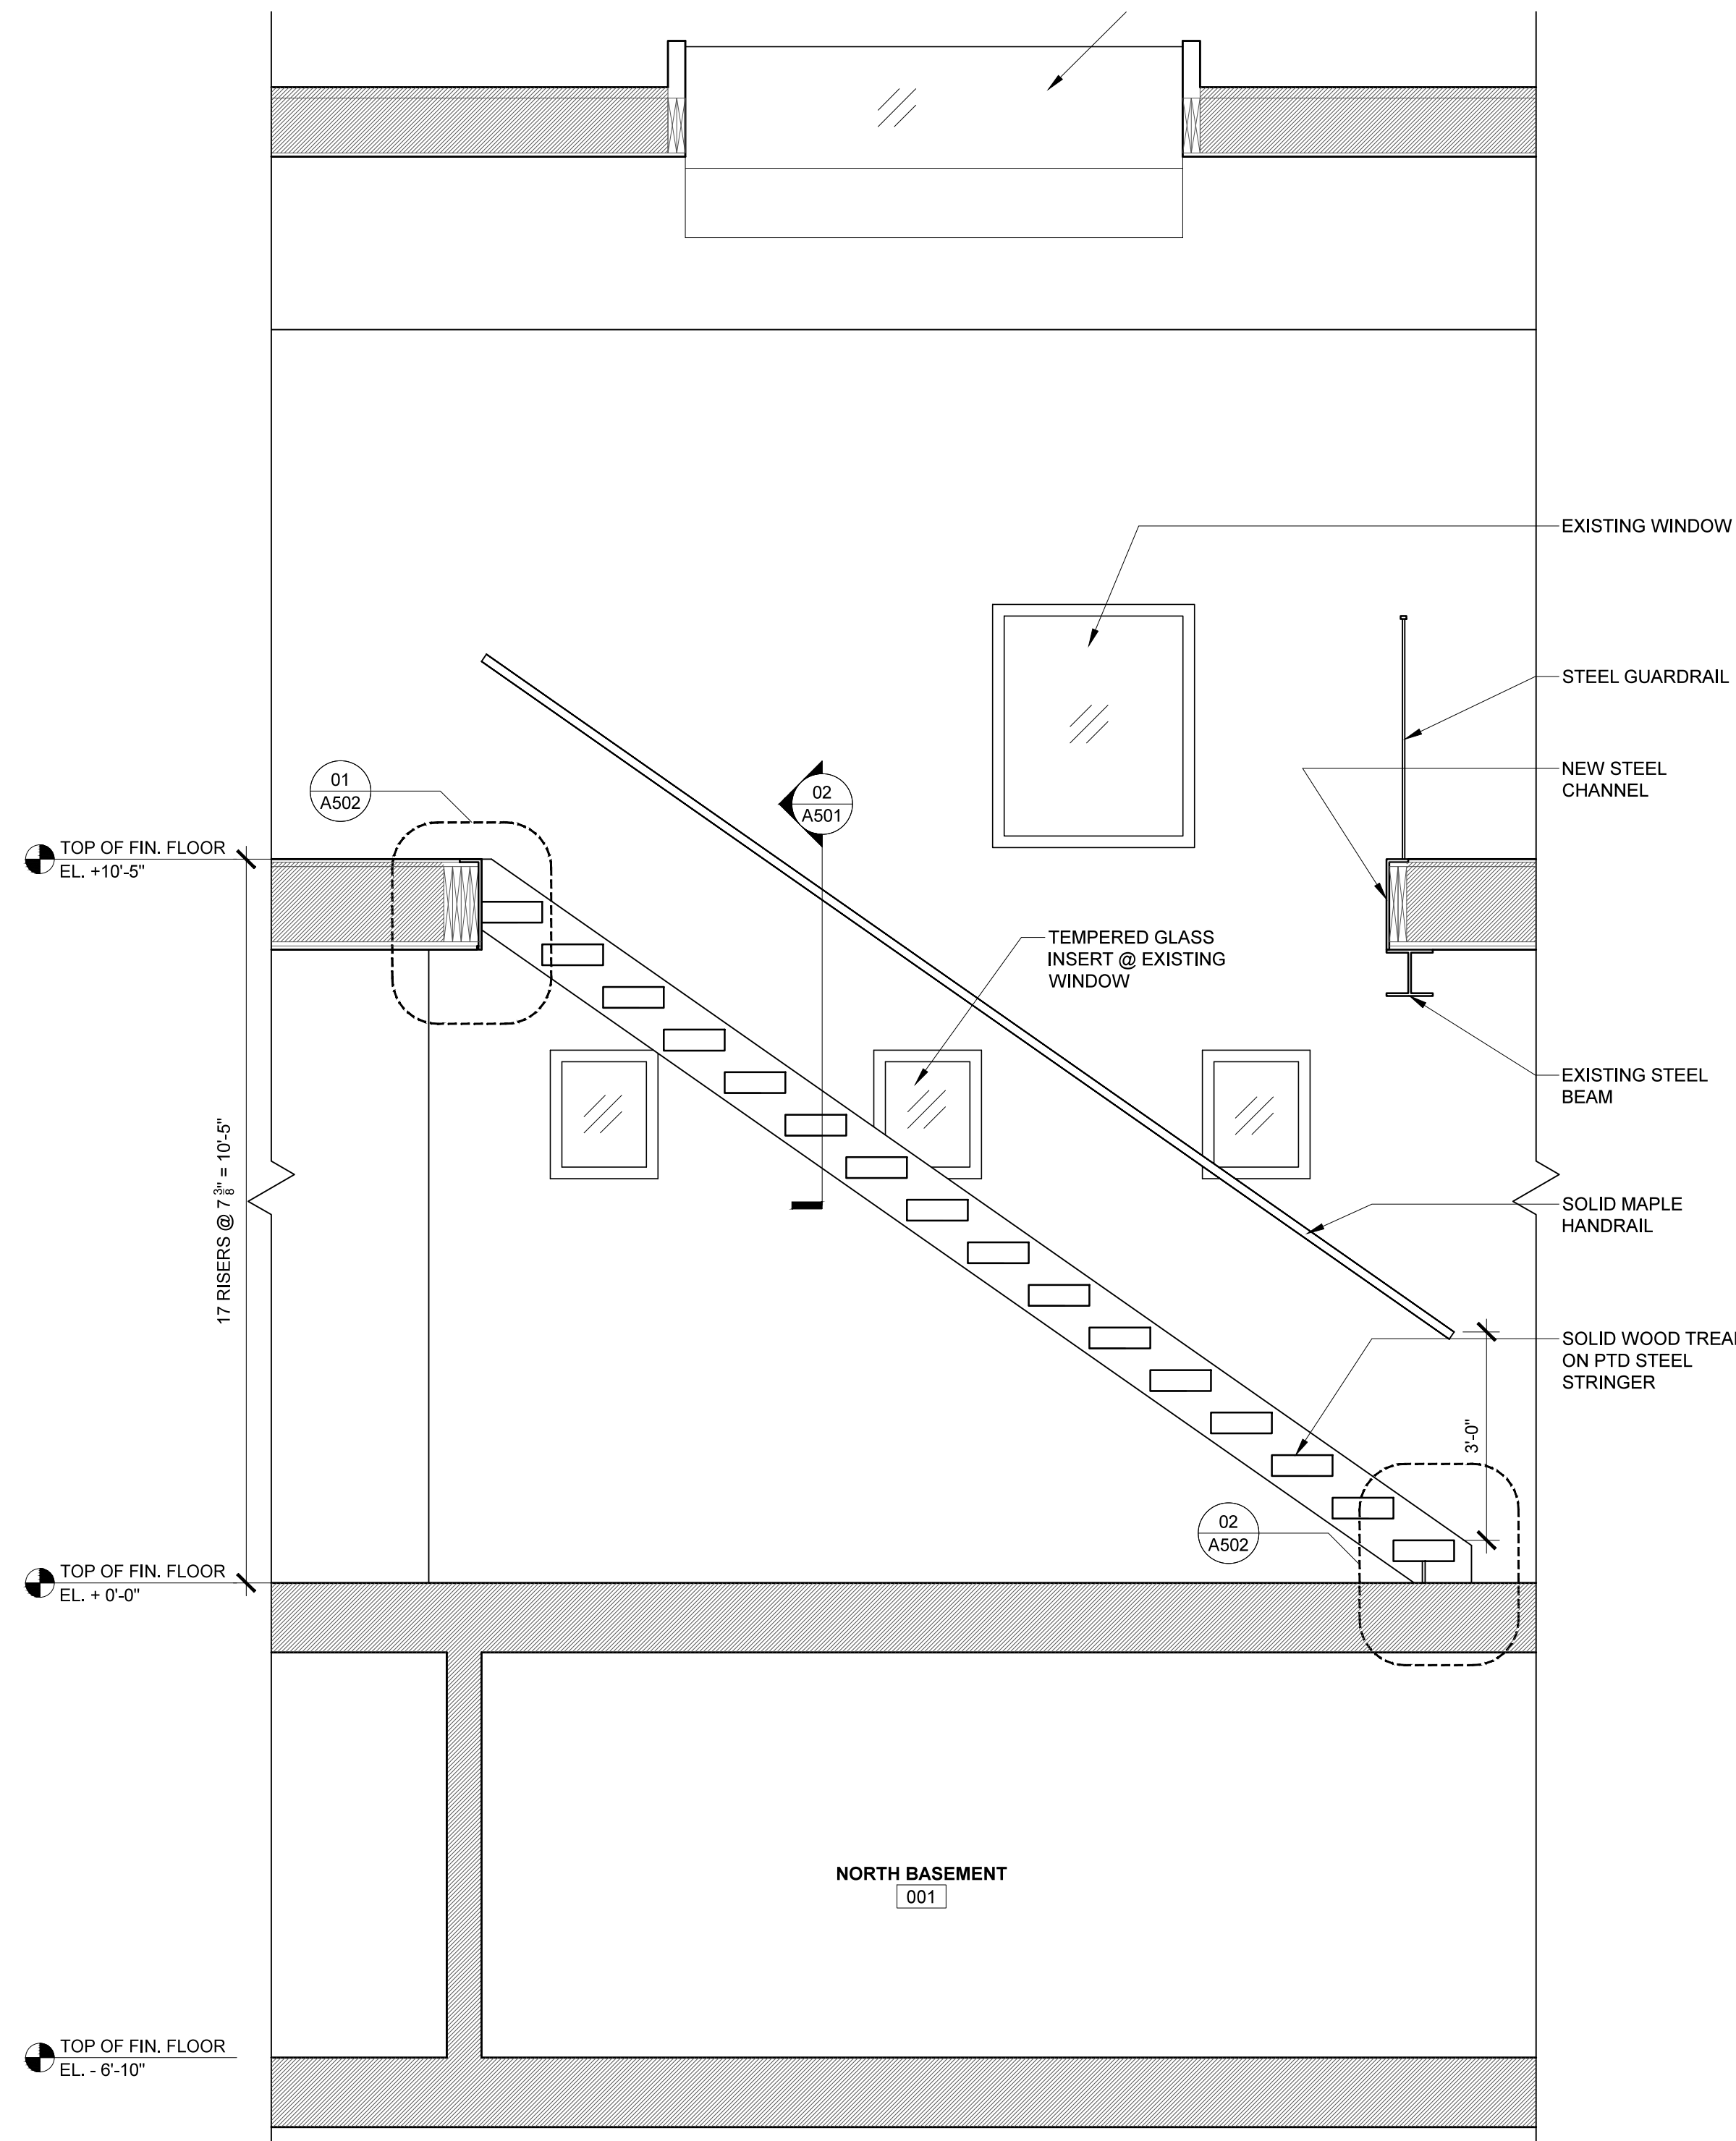 EXISTING WINDOW
STEEL GUARDRAIL
01
A502
02
A501
NEW STEEL
CHANNEL
TOP OF FIN. FLOOR
EL. +10'-5"
TEMPERED GLASS
INSERT @ EXISTING
WINDOW
EXISTING STEEL
BEAM
17 RISERS @ 7 3/8" = 10'-5"
SOLID MAPLE
HANDRAIL
SOLID WOOD TREA
ON PTD STEEL
STRINGER
3'-0"
02
A502
TOP OF FIN. FLOOR
EL. + 0'-0"
NORTH BASEMENT
001
TOP OF FIN. FLOOR
EL. - 6'-10"